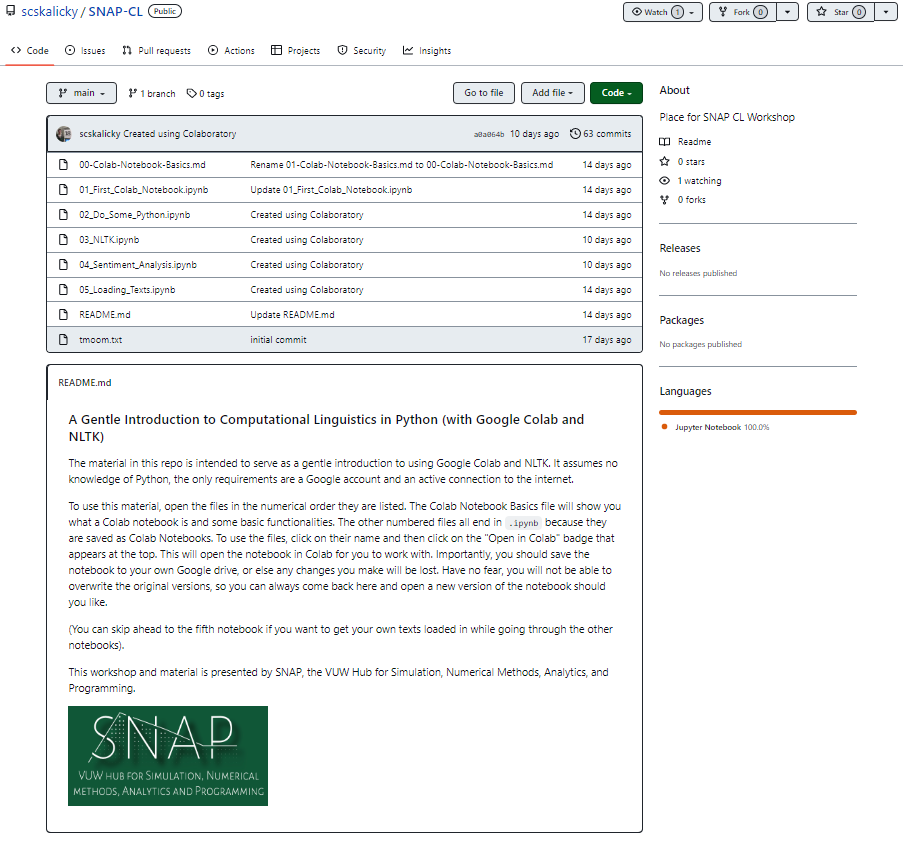 scskalicky / SNAP-CL Public
Watch 1
Fork 0
Star 0
Code
Issues
Pull requests
Actions
Projects
Security
Insights
main
1 branch
0 tags
Go to file
Add file
Code
scskalicky Created using Colaboratory
a0a064b 10 days ago
63 commits
00-Colab-Notebook-Basics.md Rename 01-Colab-Notebook-Basics.md to 00-Colab-Notebook-Basics.md 14 days ago
01_First_Colab_Notebook.ipynb Update 01_First_Colab_Notebook.ipynb 14 days ago
02_Do_Some_Python.ipynb Created using Colaboratory 14 days ago
03_NLTK.ipynb Created using Colaboratory 10 days ago
04_Sentiment_Analysis.ipynb Created using Colaboratory 10 days ago
05_Loading_Texts.ipynb Created using Colaboratory 14 days ago
README.md Update README.md 14 days ago
tmoom.txt initial commit 17 days ago
README.md
A Gentle Introduction to Computational Linguistics in Python (with Google Colab and
NLTK)
The material in this repo is intended to serve as a gentle introduction to using Google Colab and NLTK. It assumes no
knowledge of Python, the only requirements are a Google account and an active connection to the internet.
To use this material, open the files in the numerical order they are listed. The Colab Notebook Basics file will show you
what a Colab notebook is and some basic functionalities. The other numbered files all end in .ipynb because they
are saved as Colab Notebooks. To use the files, click on their name and then click on the "Open in Colab" badge that
appears at the top. This will open the notebook in Colab for you to work with. Importantly, you should save the
notebook to your own Google drive, or else any changes you make will be lost. Have no fear, you will not be able to
overwrite the original versions, so you can always come back here and open a new version of the notebook should
you like.
(You can skip ahead to the fifth notebook if you want to get your own texts loaded in while going through the other
notebooks).
This workshop and material is presented by SNAP, the VUW Hub for Simulation, Numerical Methods, Analytics, and
Programming.
SNAP
VUW HUB FOR SIMULATION, NUMERICAL
METHODS, ANALYTICS AND PROGRAMMING
About
Place for SNAP CL Workshop
Readme
0 stars
1 watching
0 forks
Releases
No releases published
Packages
No packages published
Languages
Jupyter Notebook 100.0%